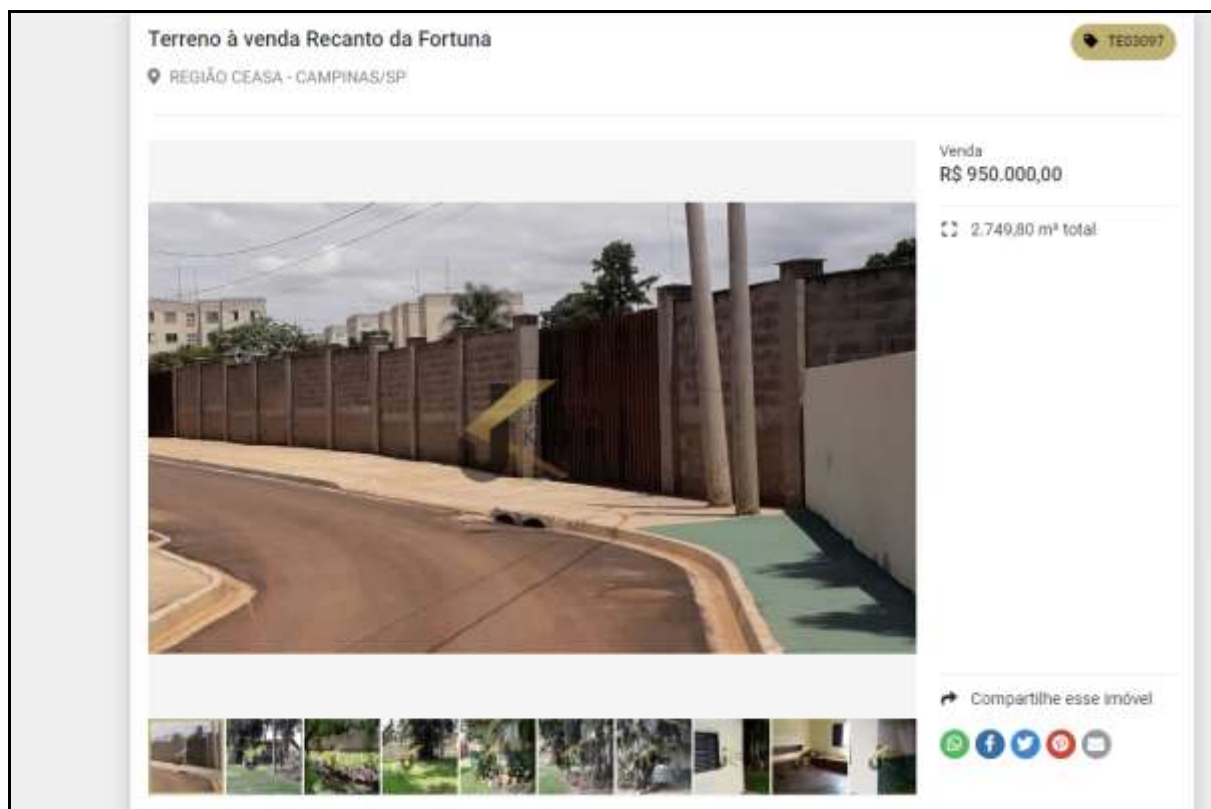 Terreno à venda Recanto da Fortuna
TE03097
REGIÃO CEASA - CAMPINAS/SP
Venda
R$ 950.000,00
2.749,80 m² total
Compartilhe esse imóvel